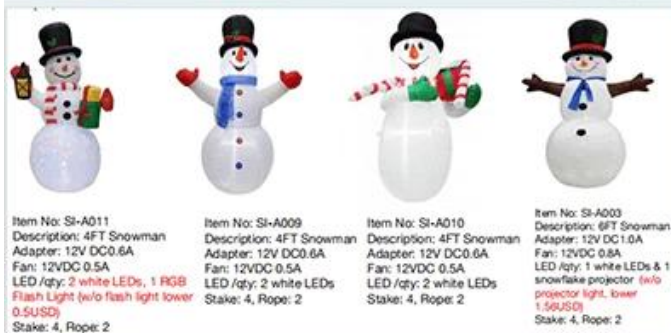 Item No: SI-A011
Description: 4FT Snowman
Adapter: 12V DC0.6A
Fan: 12VDC 0.5A
LED /qty: 2 white LEDs, 1 RGB
Flash Light (w/o flash light lower
0.5USD)
Stake: 4, Rope: 2
Item No: SI-A009
Description: 4FT Snowman
Adapter: 12V DC0.6A
Fan: 12VDC 0.5A
LED /qty: 2 white LEDs
Stake: 4, Rope: 2
Item No: SI-A010
Description: 4FT Snowman
Adapter: 12V DC0.6A
Fan: 12VDC 0.5A
LED /qty: 2 white LEDs
Stake: 4, Rope: 2
Item No: SI-A003
Description: 6FT Snowman
Adapter: 12V DC1.0A
Fan: 12VDC 0.8A
LED /qty: 1 white LEDs & 1
snowflake projector (w/o
projector light, lower
1.56USD)
Stake: 4, Rope: 2